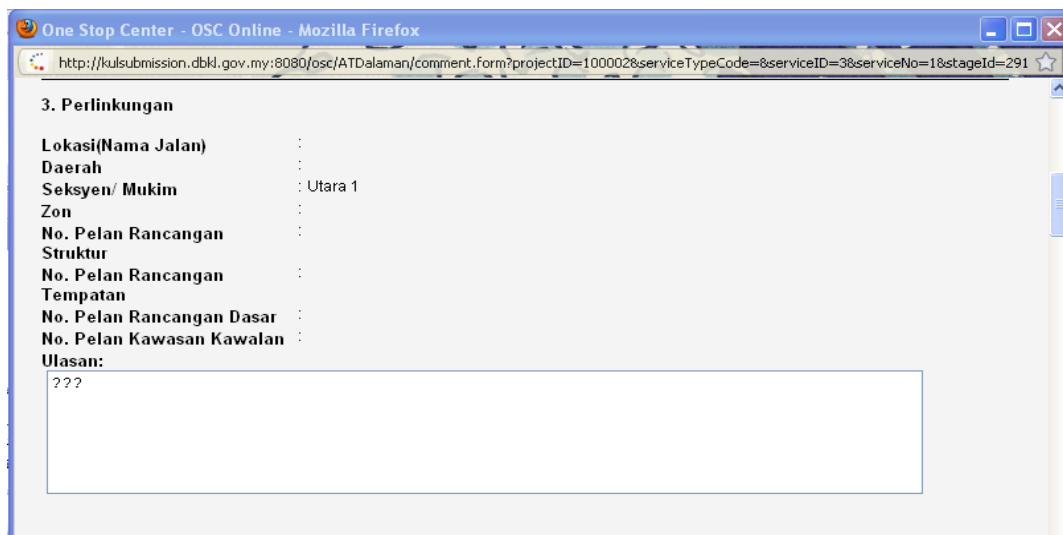 One Stop Center - OSC Online - Mozilla Firefox
http://kulsubmission.dbkl.gov.my:8080/osc/ATDalaman/comment.form?projectID=100002&serviceTypeCode=&serviceID=3&serviceNo=1&stageId=291
3. Perlinkungan
Lokasi(Nama Jalan) :
Daerah :
Seksyen/ Mukim : Utara 1
Zon :
No. Pelan Rancangan :
Struktur
No. Pelan Rancangan :
Tempatan
No. Pelan Rancangan Dasar :
No. Pelan Kawasan Kawalan :
Ulasan:
???